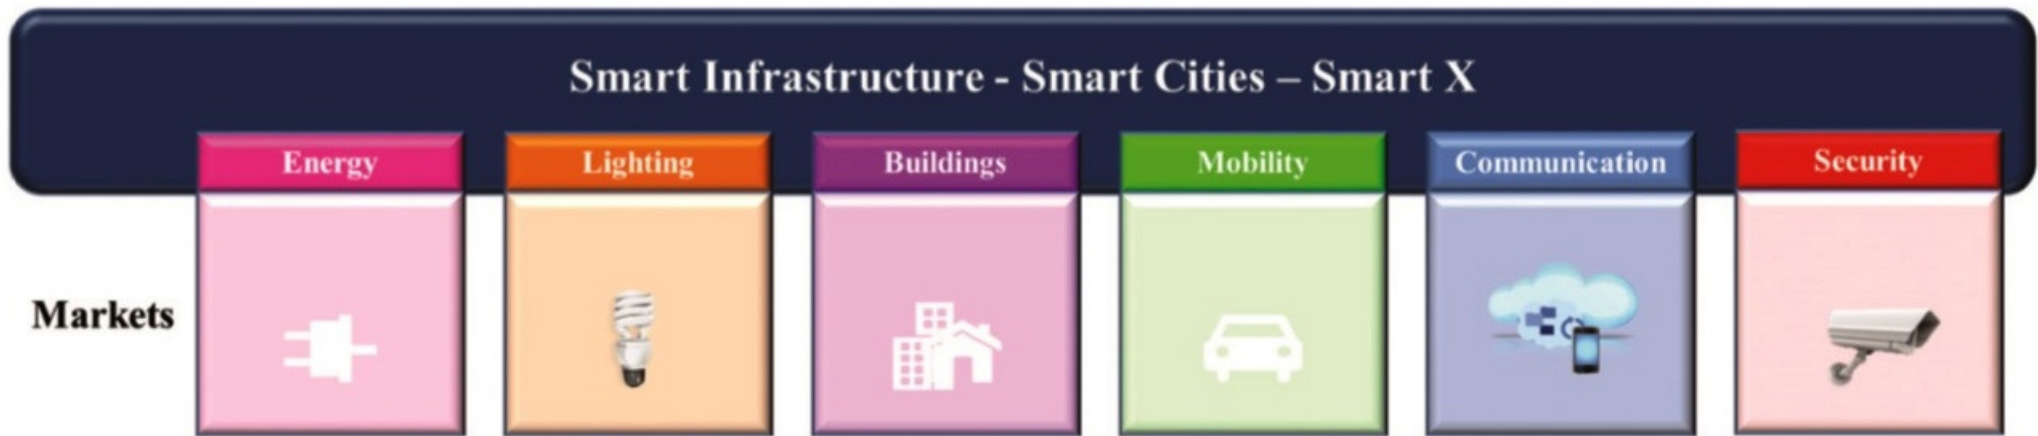 Smart Infrastructure - Smart Cities – Smart X
Energy
Lighting
Buildings
Mobility
Communication
Security
Markets